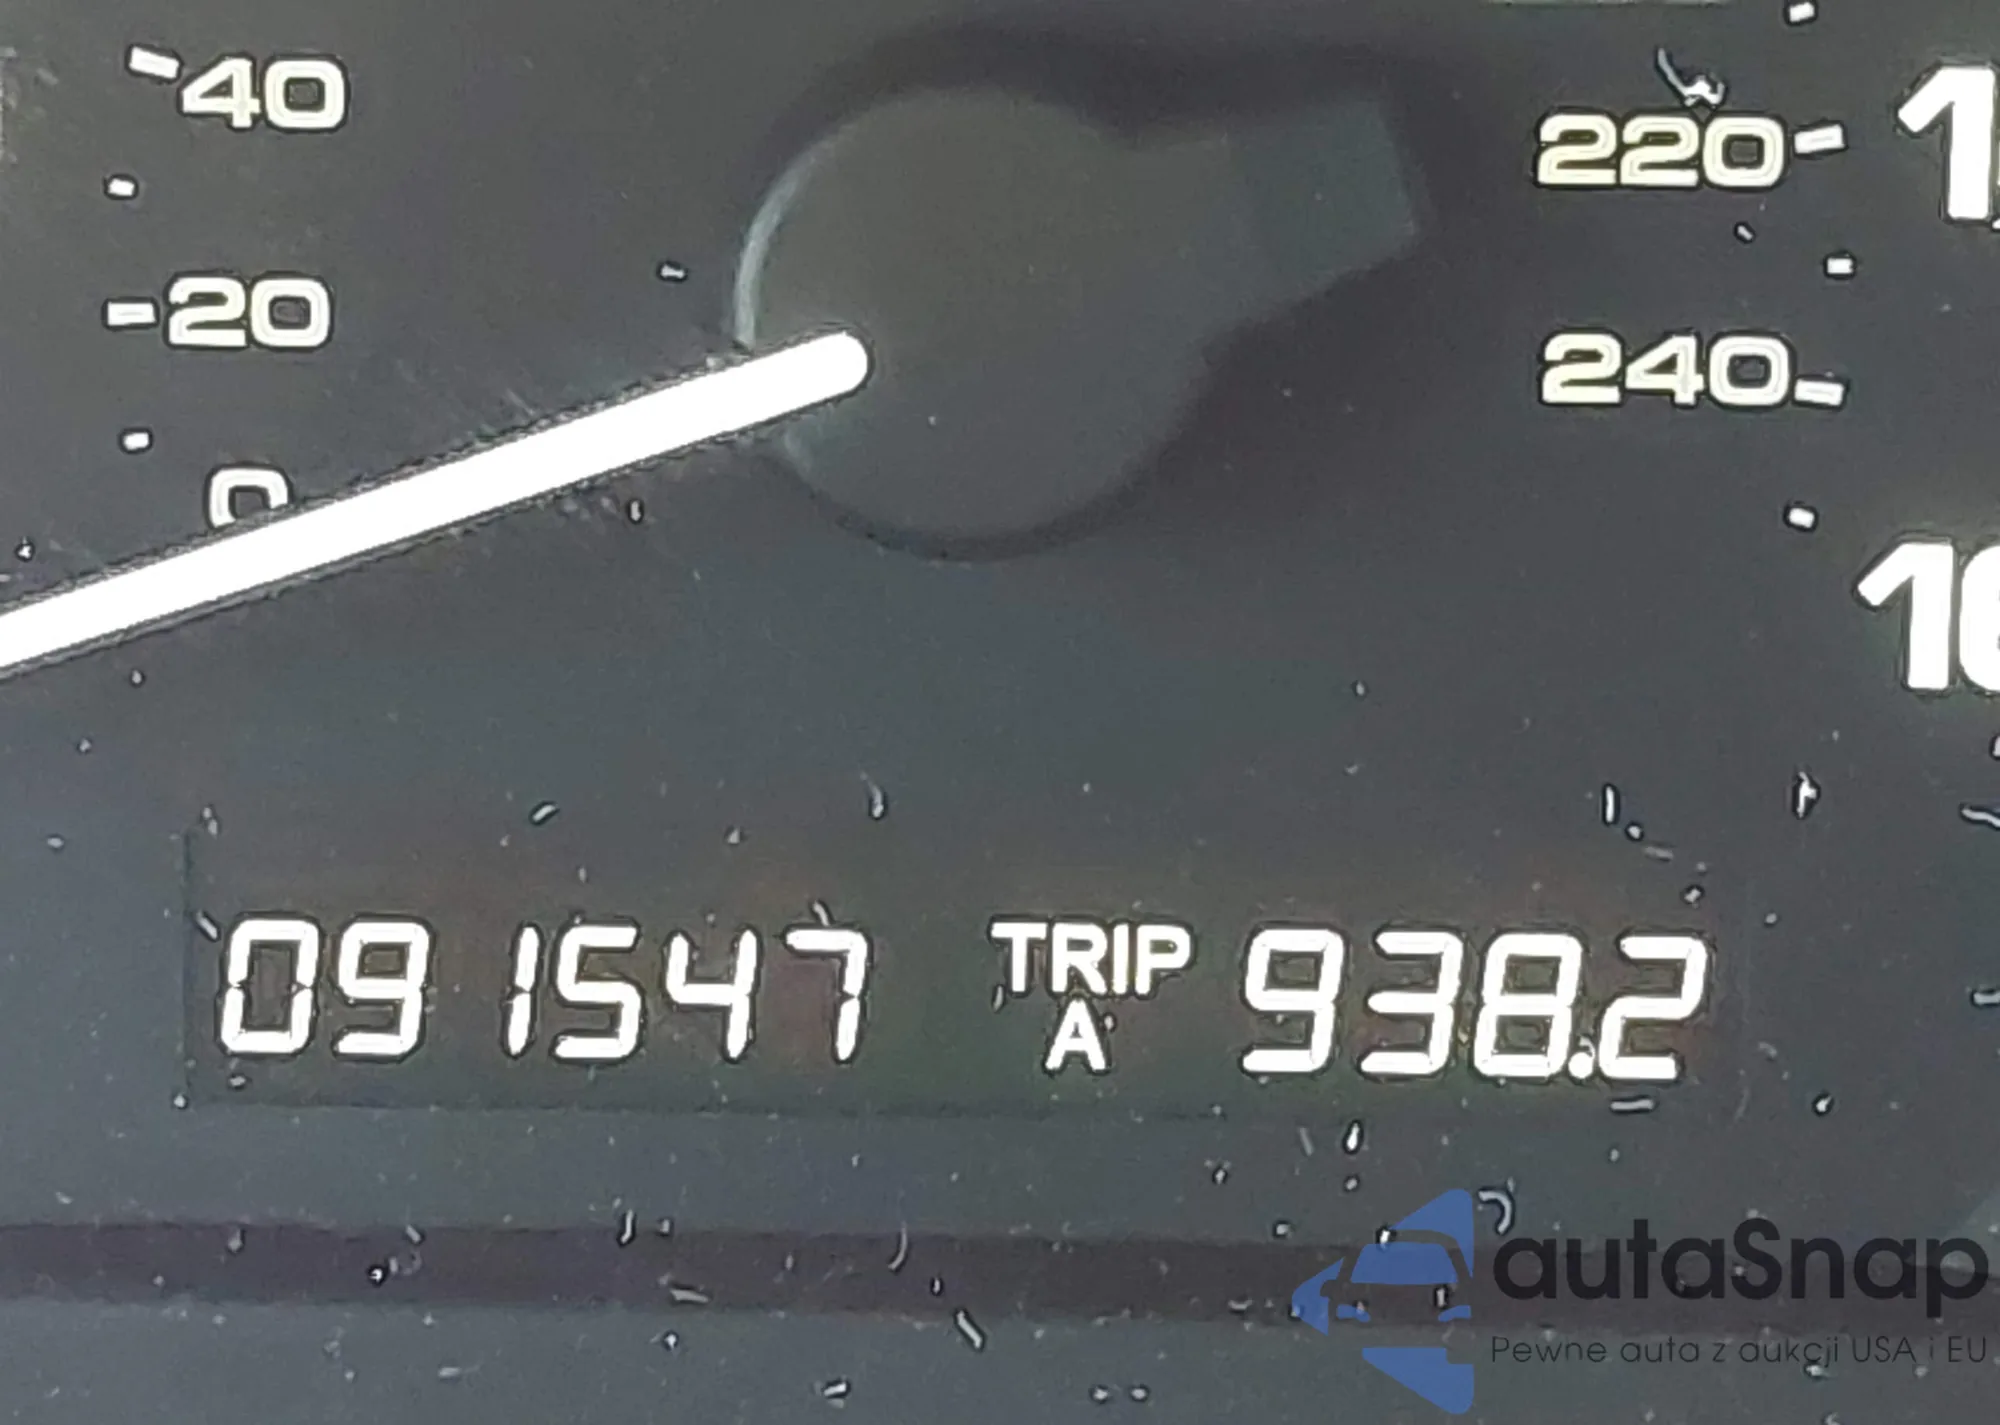 40
20
0
220
240
091547 TRIP A 938.2
autaSnap
Pewne auta z aukcji USA i EU